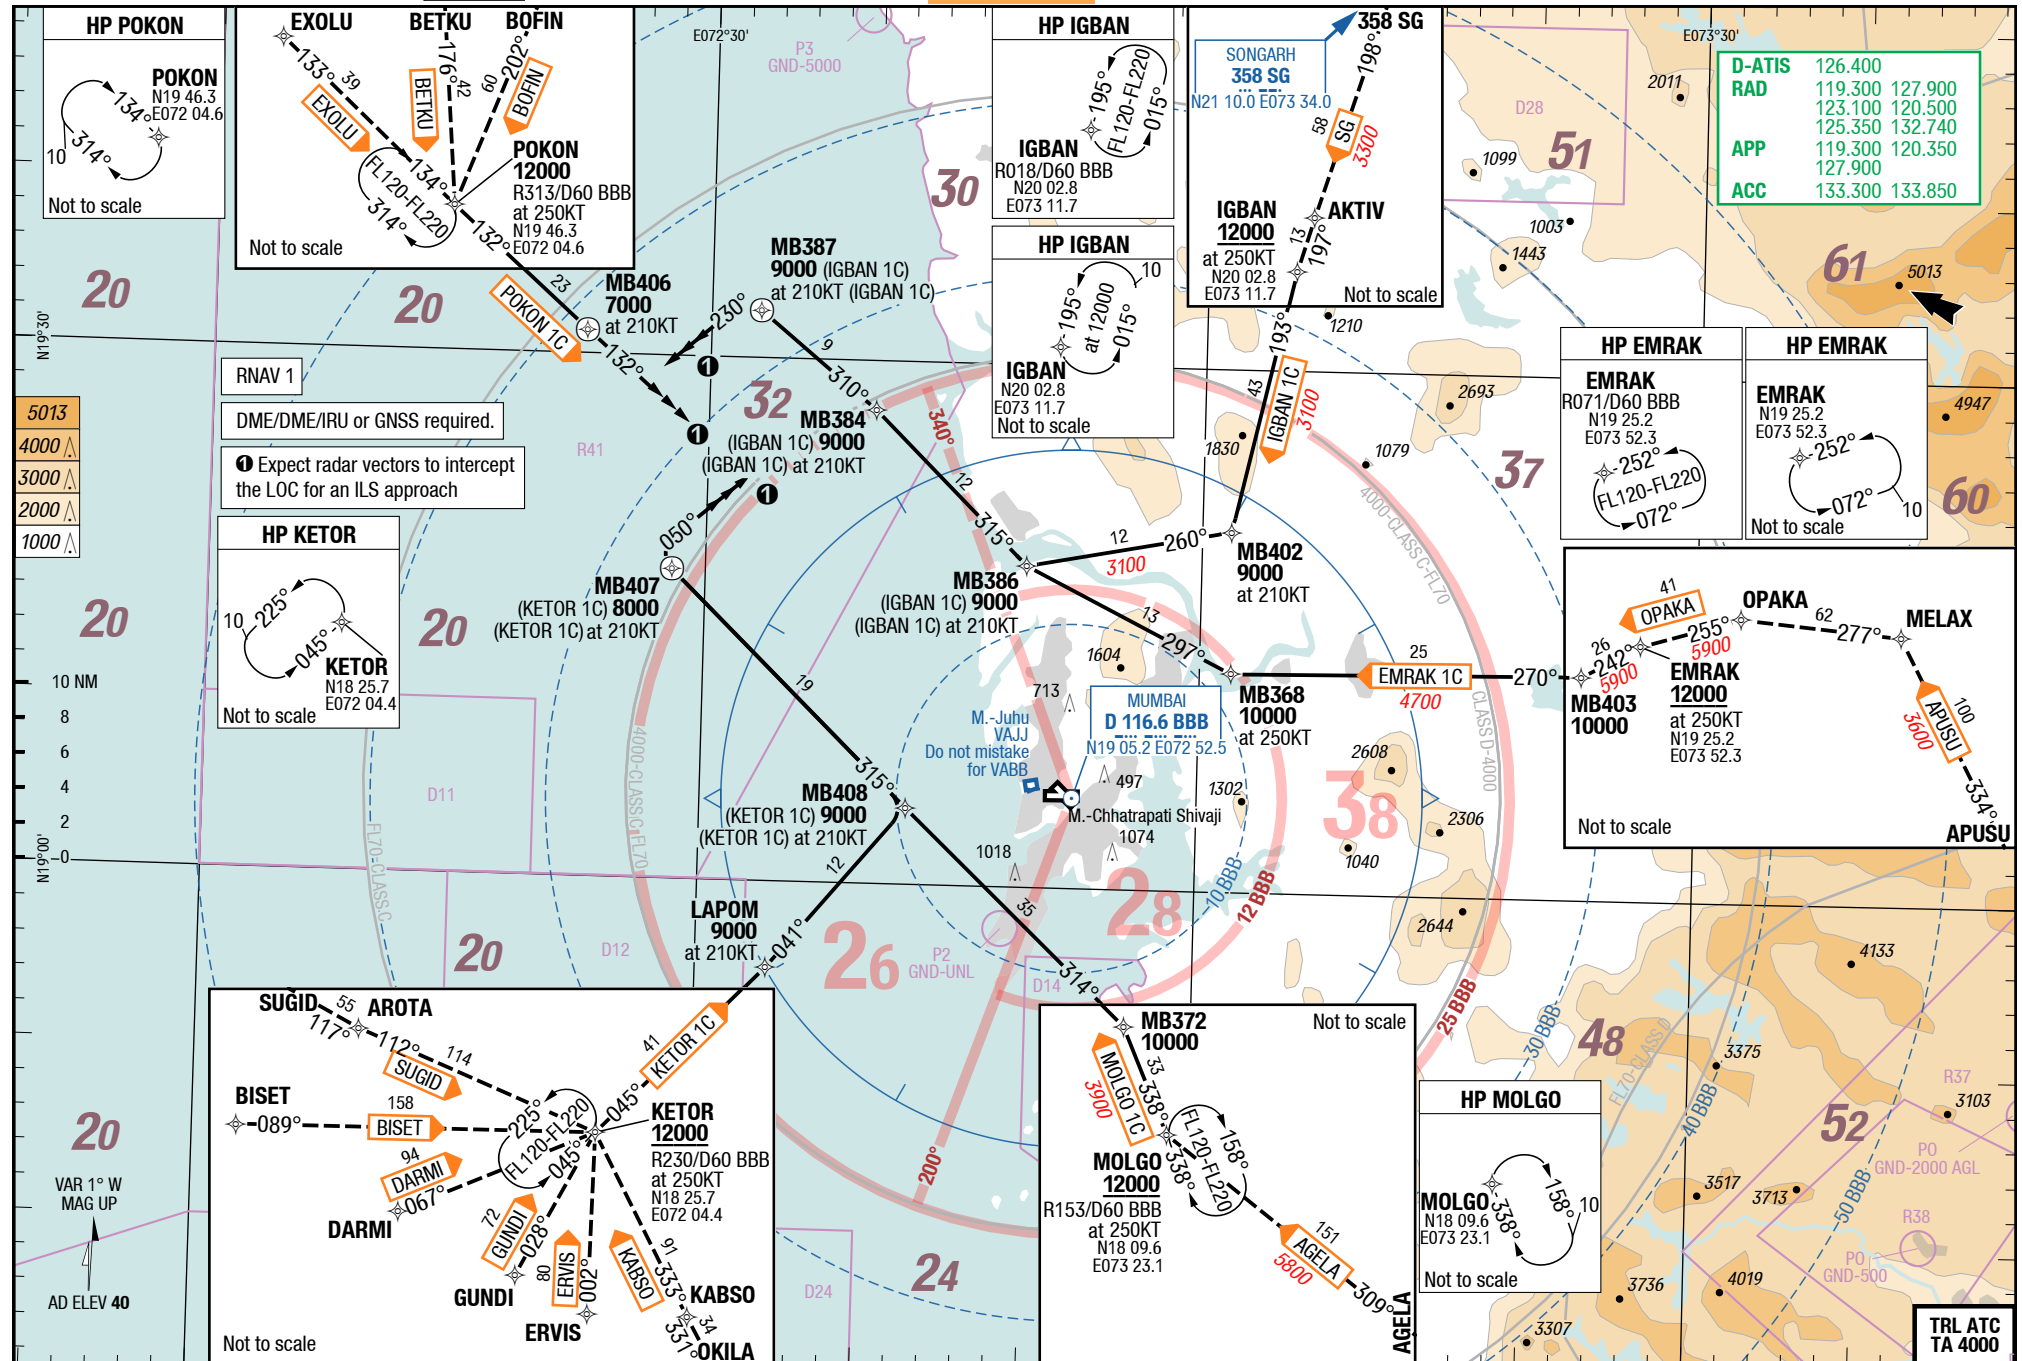 HP POKON
POKON
N19 46.3
E072 04.6
134°
314°
10
Not to scale
EXOLU
BETKU
BOFIN
133°
39
176°
42
202°
60
EXOLU
BETKU
BOFIN
FL120-FL220
134°
314°
POKON
12000
R313/D60 BBB
at 250KT
N19 46.3
E072 04.6
132°
Not to scale
E072°30'
P3
GND-5000
HP IGBAN
195°
FL120-FL220
015°
IGBAN
R018/D60 BBB
N20 02.8
E073 11.7
HP IGBAN
10
195°
at 12000
015°
IGBAN
N20 02.8
E073 11.7
Not to scale
358 SG
SONGARH
358 SG
N21 10.0 E073 34.0
198°
58
SG
3300
IGBAN
12000
at 250KT
N20 02.8
E073 11.7
AKTIV
13
197°
Not to scale
E073°30'
2011
D28
51
1099
1003
1443
D-ATIS 126.400
RAD 119.300 127.900
123.100 120.500
125.350 132.740
APP 119.300 120.350
127.900
ACC 133.300 133.850
61
5013
20
20
30
23
POKON 1C
MB406
7000
at 210KT
132°
MB387
9000 (IGBAN 1C)
at 210KT (IGBAN 1C)
230°
9
310°
1
1
1
N19°30'
RNAV 1
DME/DME/IRU or GNSS required.
1 Expect radar vectors to intercept
the LOC for an ILS approach
5013
4000
3000
2000
1000
32
R41
MB384
(IGBAN 1C) 9000
(IGBAN 1C) at 210KT
340°
12
315°
193°
43
IGBAN 1C
3100
1210
1830
2693
1079
37
4000-CLASS C-FL70
HP EMRAK
EMRAK
R071/D60 BBB
N19 25.2
E073 52.3
252°
FL120-FL220
072°
HP EMRAK
EMRAK
N19 25.2
E073 52.3
252°
072°
10
Not to scale
4947
60
HP KETOR
225°
10
045°
KETOR
N18 25.7
E072 04.4
Not to scale
20
20
050°
MB407
(KETOR 1C) 8000
(KETOR 1C) at 210KT
19
315°
MB386
(IGBAN 1C) 9000
(IGBAN 1C) at 210KT
12
260°
3100
MB402
9000
at 210KT
13
297°
1604
713
MB368
10000
at 250KT
25
EMRAK 1C
4700
270°
CLASS D-4000
41
OPAKA
OPAKA
62
277°
MELAX
26
242°
5900
255°
5900
EMRAK
12000
at 250KT
N19 25.2
E073 52.3
MB403
10000
100
APUSU
3600
334°
APUSU
Not to scale
10 NM
8
6
4
2
0
N19°00'
D11
4000-CLASS C-FL70
FL70-CLASS C
M.-Juhu
VAJJ
Do not mistake
for VABB
MUMBAI
D 116.6 BBB
N19 05.2 E072 52.5
497
M.-Chhatrapati Shivaji
1074
1018
1302
2608
38
2306
1040
2644
MB408
(KETOR 1C) 9000
(KETOR 1C) at 210KT
12
LAPOM
9000
at 210KT
041°
35
314°
28
10 BBB
12 BBB
25 BBB
30 BBB
40 BBB
50 BBB
20
D12
26
P2
GND-UNL
D14
200°
SUGID
55
AROTA
117°
112°
114
SUGID
BISET
089°
158
BISET
94
DARMI
067°
DARMI
225°
FL120-FL220
045°
045°
72
GUNDI
028°
GUNDI
80
ERVIS
002°
ERVIS
KABSO
91
333°
KABSO
34
331°
OKILA
41
KETOR 1C
KETOR
12000
R230/D60 BBB
at 250KT
N18 25.7
E072 04.4
Not to scale
D24
24
MB372
10000
Not to scale
MOLGO 1C
3900
33
338°
MOLGO
12000
R153/D60 BBB
at 250KT
N18 09.6
E073 23.1
158°
FL120-FL220
338°
151
AGELA
5800
309°
AGELA
HP MOLGO
MOLGO
N18 09.6
E073 23.1
158°
338°
10
Not to scale
48
FL70-CLASS D
4133
3375
R37
3103
52
P0
GND-2000 AGL
3517
3713
R38
P0
GND-500
3736
4019
3307
20
VAR 1° W
MAG UP
AD ELEV 40
TRL ATC
TA 4000